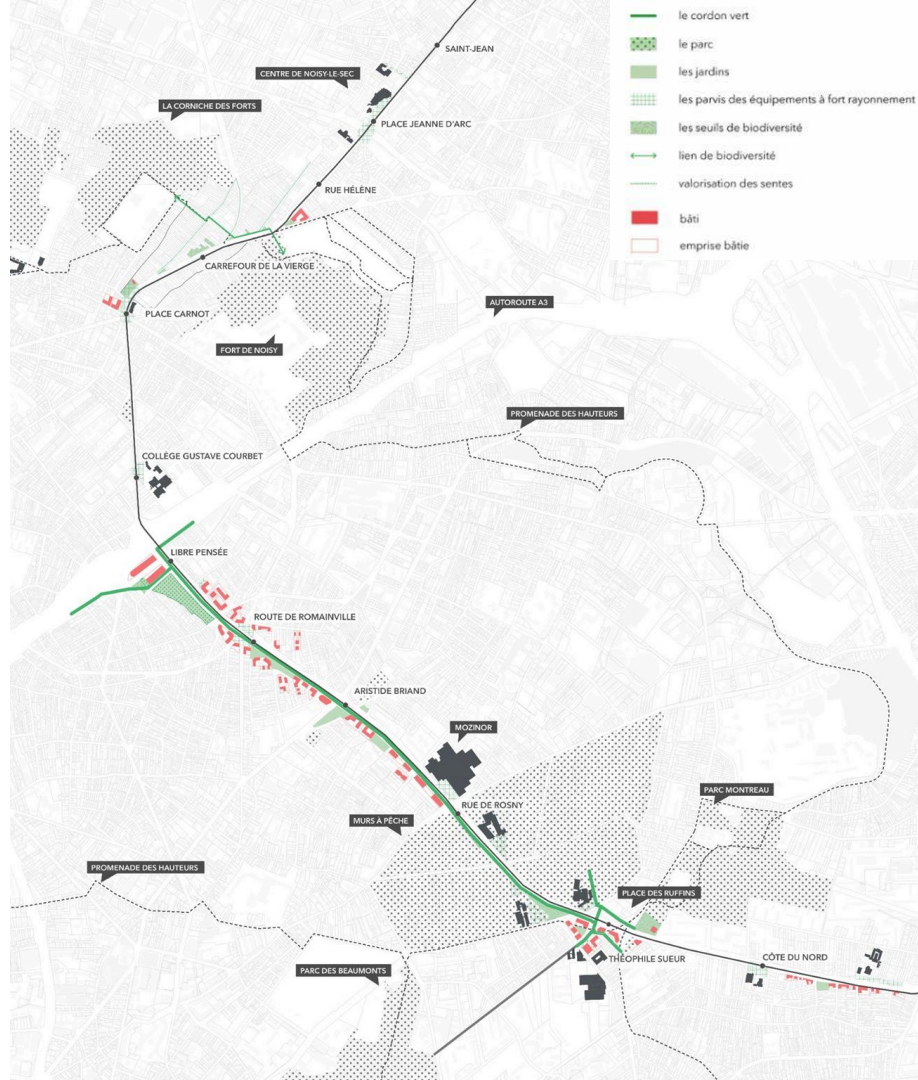 le cordon vert
le parc
les jardins
les parvis des équipements à fort rayonnement
les seuils de biodiversité
lien de biodiversité
valorisation des sentes
bâti
emprise bâtie
SAINT-JEAN
CENTRE DE NOISY-LE-SEC
LA CORNICHE DES FORTS
PLACE JEANNE D'ARC
RUE HÉLÈNE
CARREFOUR DE LA VIERGE
AUTOROUTE A3
PLACE CARNOT
FORT DE NOISY
PROMENADE DES HAUTEURS
COLLÈGE GUSTAVE COURBET
LIBRE PENSÉE
ROUTE DE ROMAINVILLE
ARISTIDE BRIAND
MOZINOR
PARC MONTREAU
RUE DE ROSNY
MURS À PÊCHE
PROMENADE DES HAUTEURS
PLACE DES RUFFINS
THÉOPHILE SUEUR
CÔTE DU NORD
PARC DES BEAUMONTS